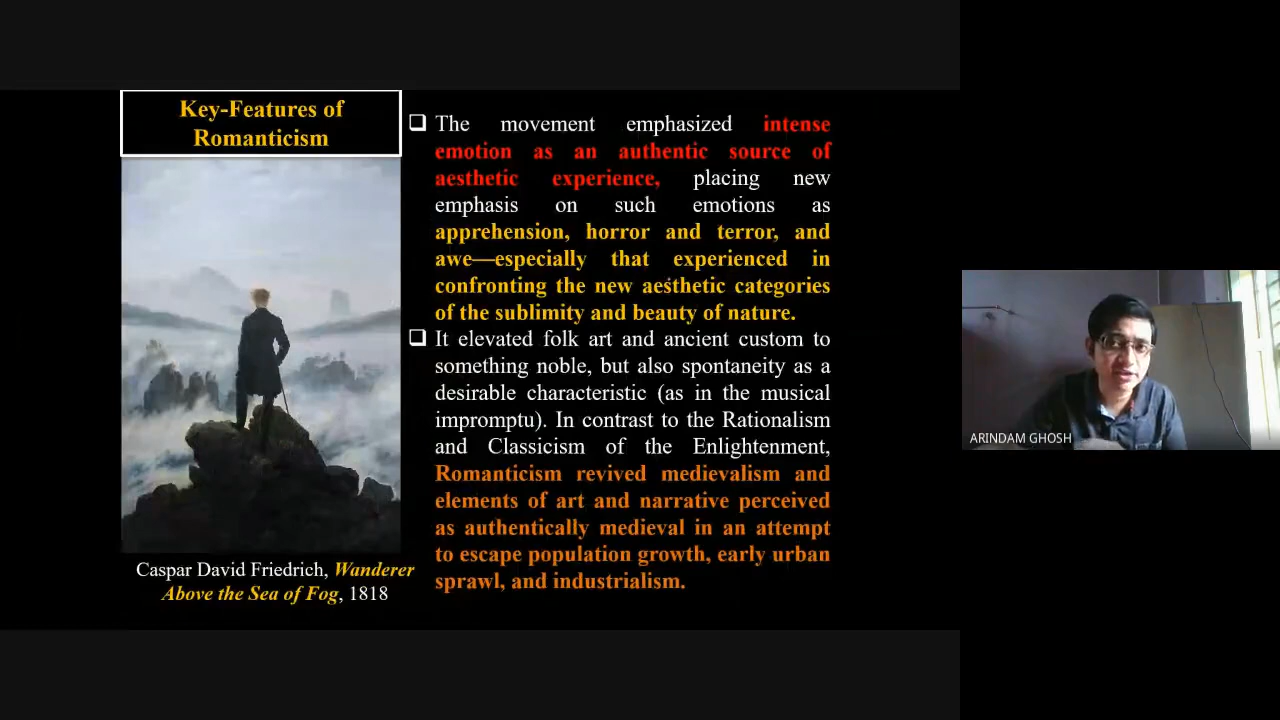 Key-Features of
Romanticism
❑ The movement emphasized intense
emotion as an authentic source of
aesthetic experience, placing new
emphasis on such emotions as
apprehension, horror and terror, and
awe—especially that experienced in
confronting the new aesthetic categories
of the sublimity and beauty of nature.
❑ It elevated folk art and ancient custom to
something noble, but also spontaneity as a
desirable characteristic (as in the musical
impromptu). In contrast to the Rationalism
and Classicism of the Enlightenment,
Romanticism revived medievalism and
elements of art and narrative perceived
as authentically medieval in an attempt
to escape population growth, early urban
sprawl, and industrialism.
Caspar David Friedrich, Wanderer
Above the Sea of Fog, 1818
ARINDAM GHOSH